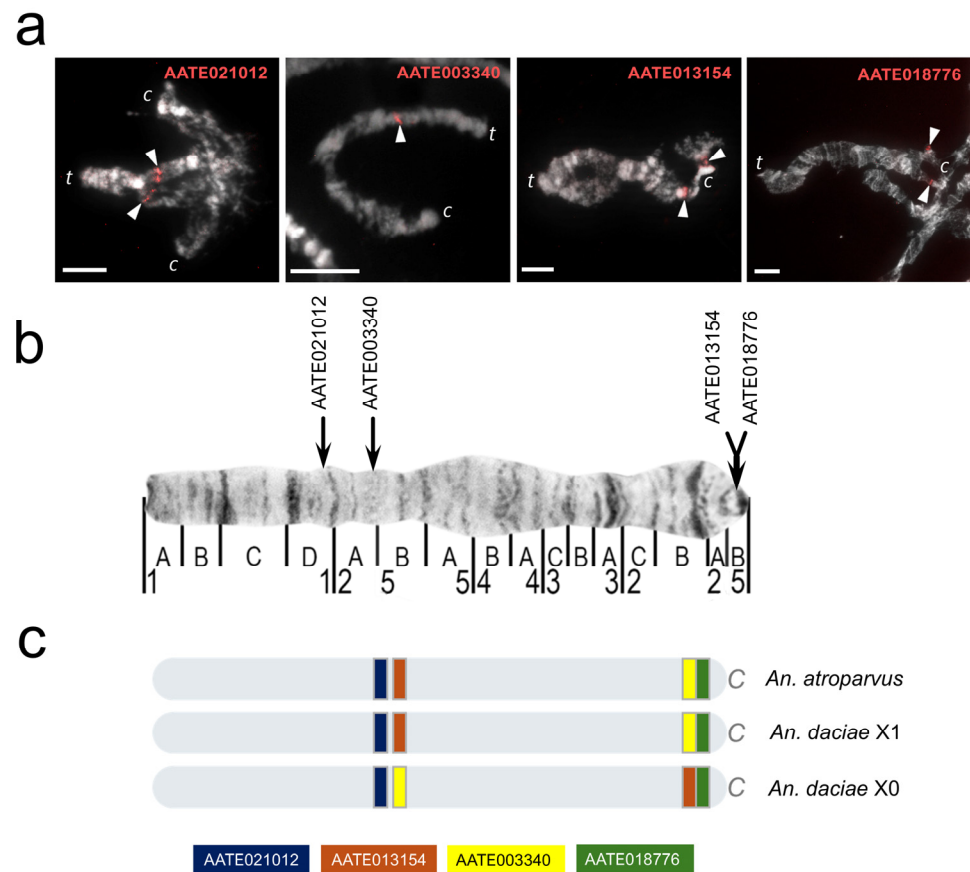 a
AATE021012 AATE003340 AATE013154 AATE018776
c t c
t c
t c
t c
b
AATE021012 AATE003340 AATE013154 AATE018776
A B C D A B A B A C B A C B A B
1 1 2 5 5 4 4 3 3 2 2 5
c
C An. atroparvus
C An. daciae X1
C An. daciae X0
AATE021012 AATE013154 AATE003340 AATE018776